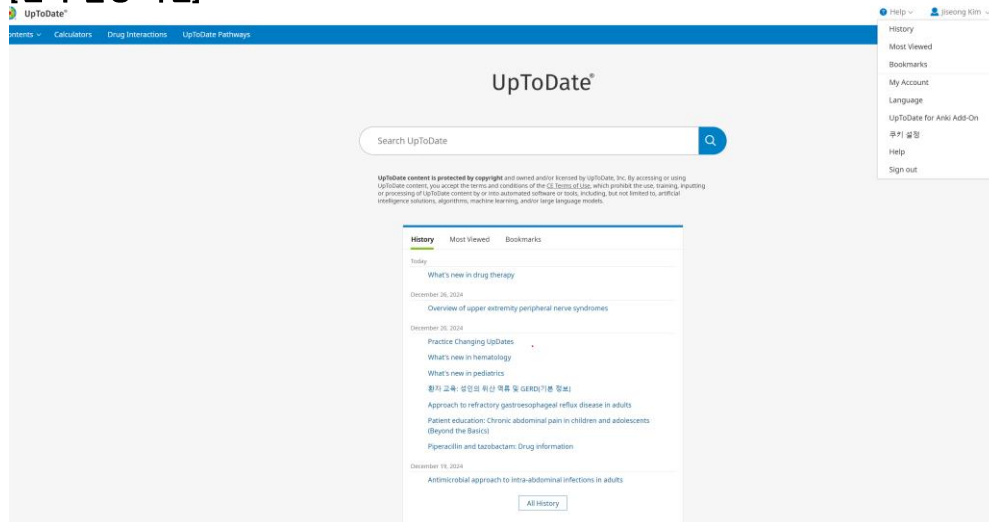 UpToDate®
Help
Jiseong Kim
Contents
Calculators
Drug Interactions
UpToDate Pathways
History
Most Viewed
Bookmarks
My Account
Language
UpToDate for Anki Add-On
쿠키 설정
Help
Sign out
UpToDate®
Search UpToDate
UpToDate content is protected by copyright and owned and/or licensed by UpToDate, Inc. By accessing or using
UpToDate content, you accept the terms and conditions of the CE Terms of Use, which prohibit the use, training, inputting
or processing of UpToDate content by or into automated software or tools, including, but not limited to, artificial
intelligence solutions, algorithms, machine learning, and/or large language models.
History Most Viewed Bookmarks
Today
What's new in drug therapy
December 26, 2024
Overview of upper extremity peripheral nerve syndromes
December 20, 2024
Practice Changing UpDates
What's new in hematology
What's new in pediatrics
환자 교육: 성인의 위산 역류 및 GERD(기본 정보)
Approach to refractory gastroesophageal reflux disease in adults
Patient education: Chronic abdominal pain in children and adolescents
(Beyond the Basics)
Piperacillin and tazobactam: Drug information
December 19, 2024
Antimicrobial approach to intra-abdominal infections in adults
All History